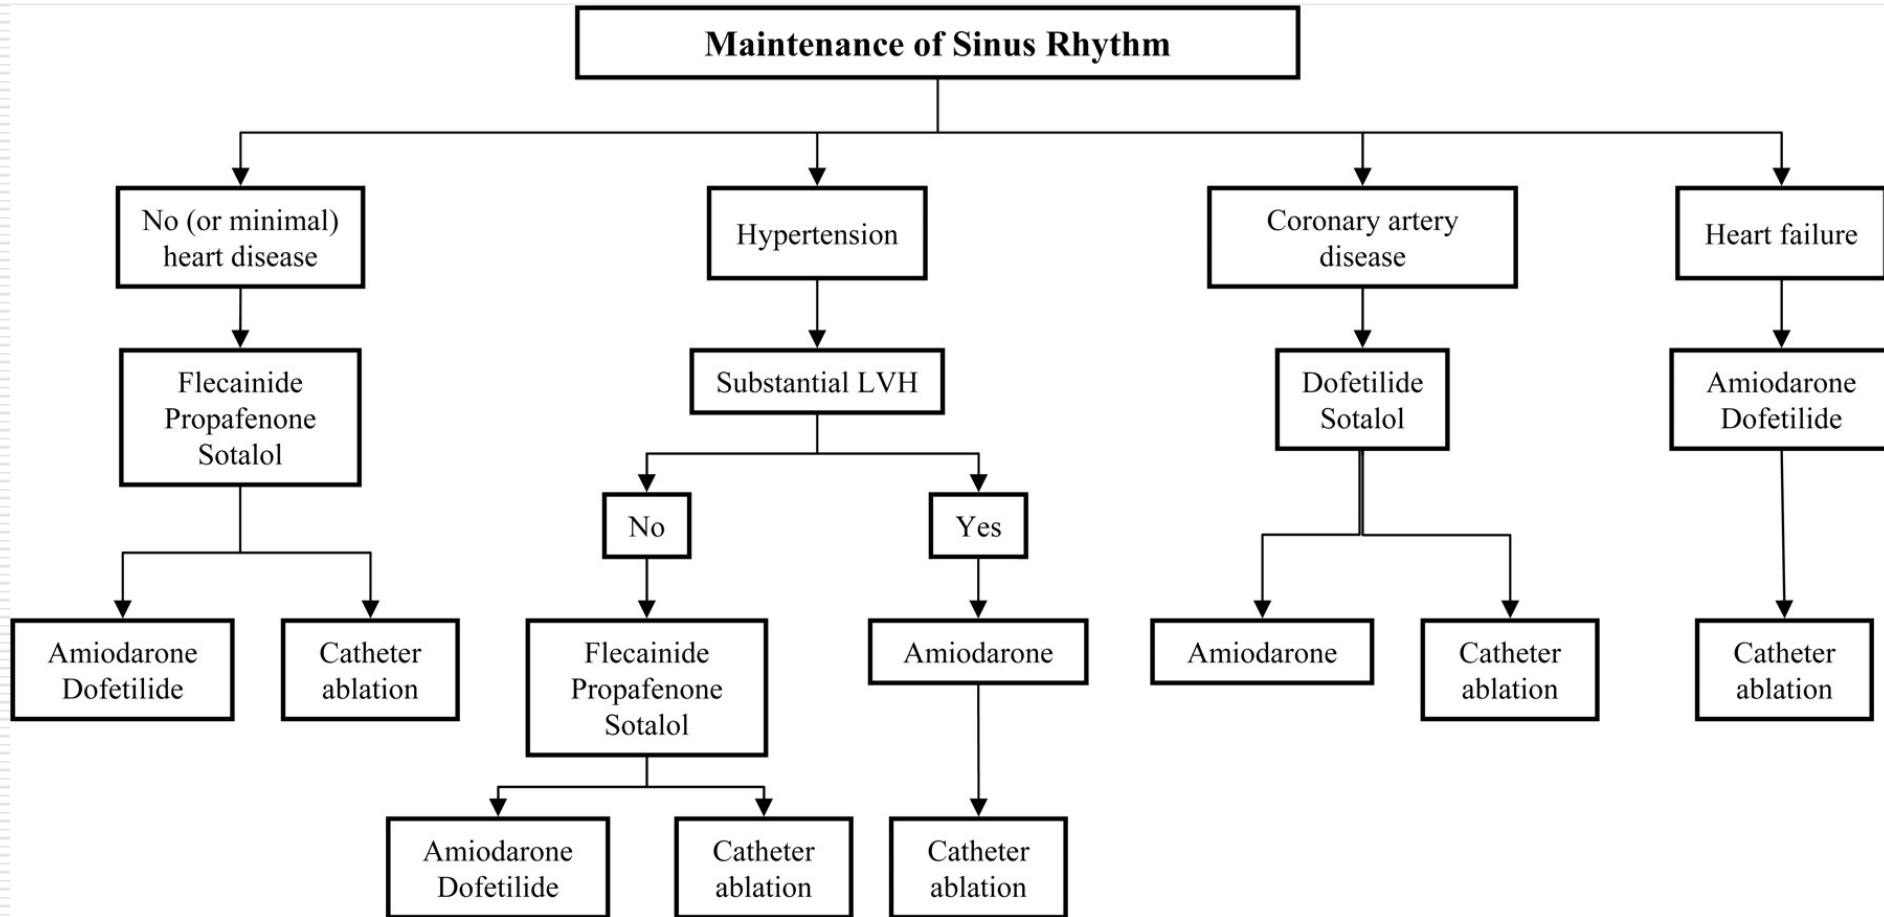 Maintenance of Sinus Rhythm
No (or minimal)
heart disease
Hypertension
Coronary artery
disease
Heart failure
Flecainide
Propafenone
Sotalol
Substantial LVH
Dofetilide
Sotalol
Amiodarone
Dofetilide
No
Yes
Amiodarone
Dofetilide
Catheter
ablation
Flecainide
Propafenone
Sotalol
Amiodarone
Amiodarone
Catheter
ablation
Catheter
ablation
Amiodarone
Dofetilide
Catheter
ablation
Catheter
ablation